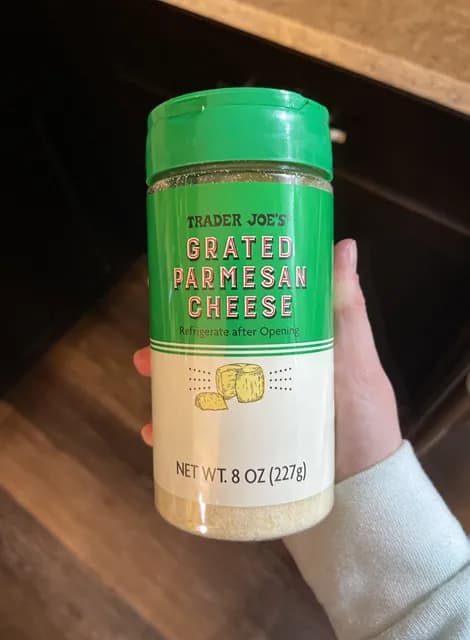 TRADER JOE'S
GRATED
PARMESAN
CHEESE
Refrigerate after Opening
NET WT. 8 OZ (227g)